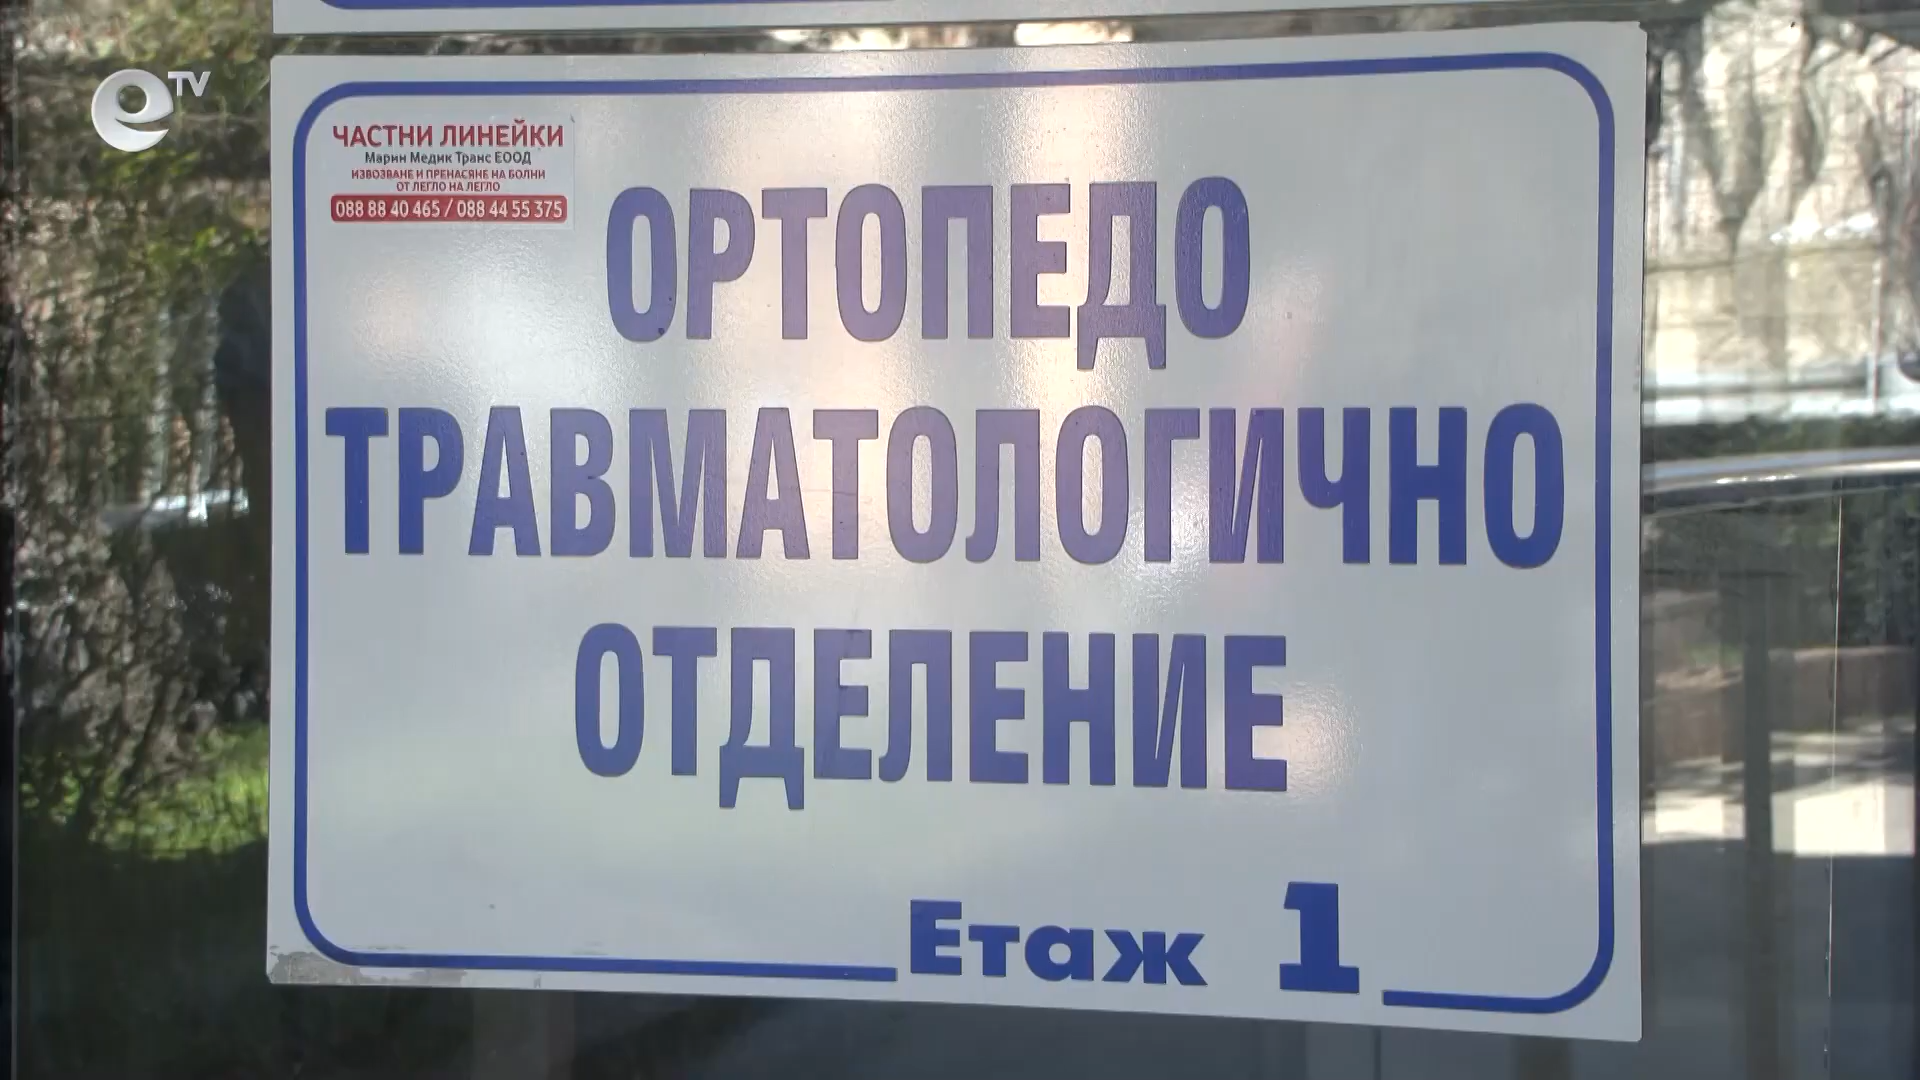 e TV
ЧАСТНИ ЛИНЕЙКИ
Марин Медик Транс ЕООД
ИЗВОЗВАНЕ И ПРЕНАСЯНЕ НА БОЛНИ
ОТ ЛЕГЛО НА ЛЕГЛО
088 88 40 465 / 088 44 55 375
ОРТОПЕДО
ТРАВМАТОЛОГИЧНО
ОТДЕЛЕНИЕ
Етаж 1